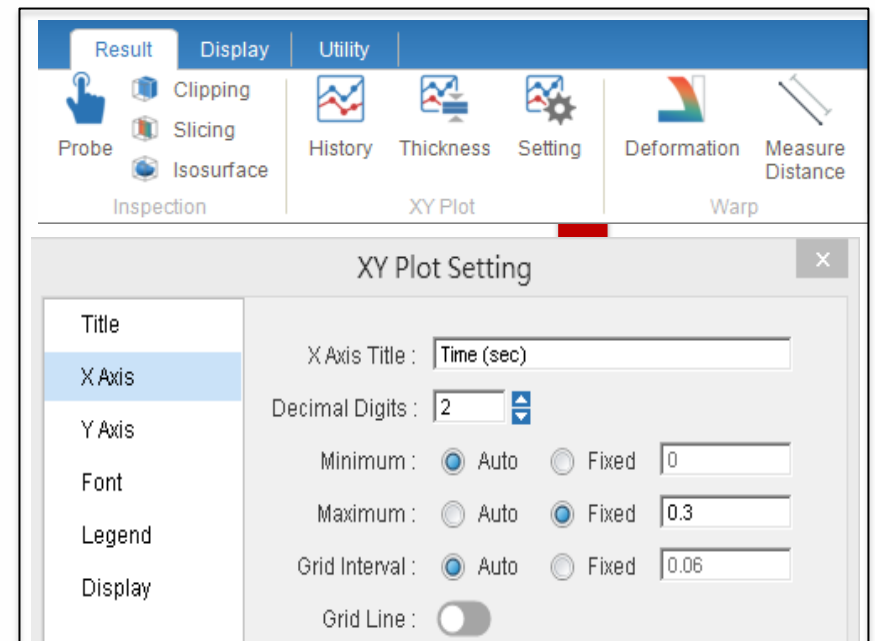 Result Display Utility
Probe
Clipping
Slicing
Isosurface
Inspection
History Thickness Setting
XY Plot
Deformation Measure
Distance
Warp
XY Plot Setting
Title
X Axis
Y Axis
Font
Legend
Display
X Axis Title : Time (sec)
Decimal Digits : 2
Minimum : Auto Fixed 0
Maximum : Auto Fixed 0.3
Grid Interval : Auto Fixed 0.06
Grid Line :